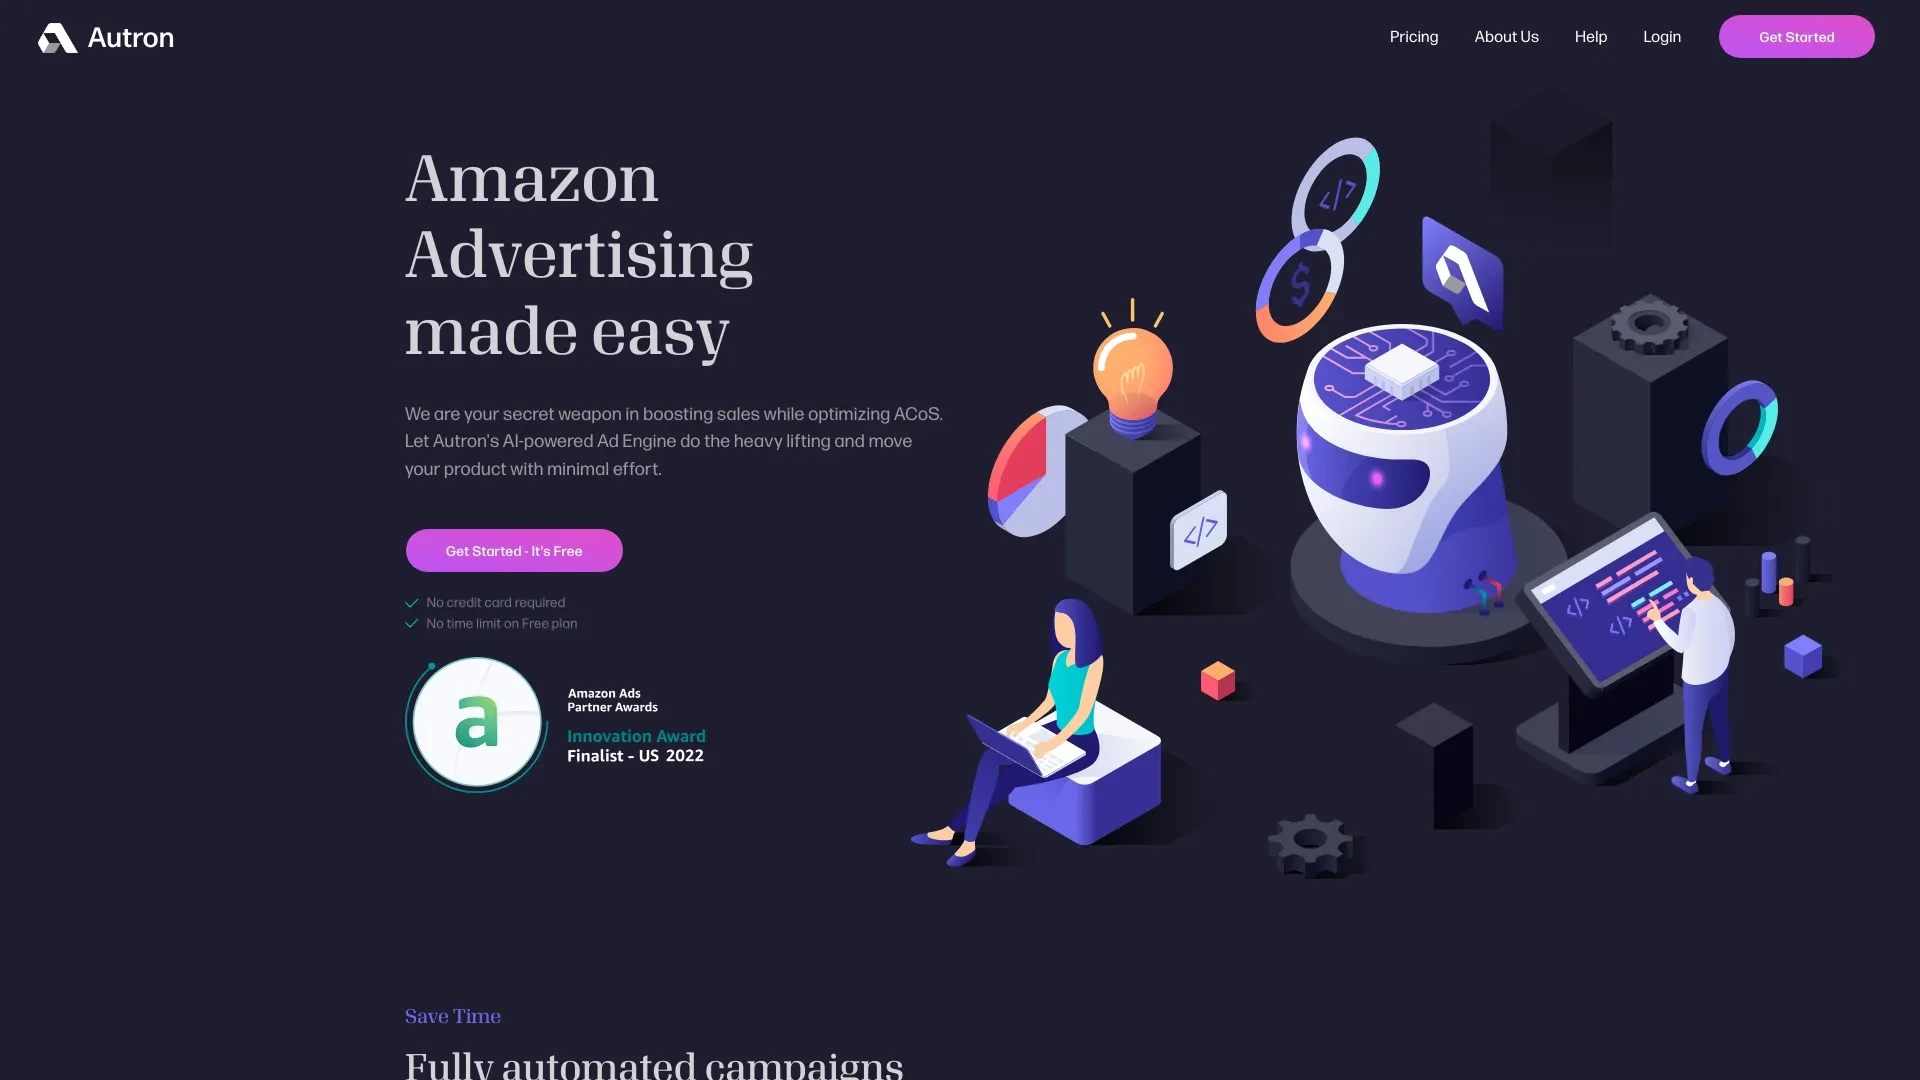 Autron
Pricing
About Us
Help
Login
Get Started
Amazon
Advertising
made easy
We are your secret weapon in boosting sales while optimizing ACoS.
Let Autron's AI-powered Ad Engine do the heavy lifting and move
your product with minimal effort.
Get Started - It's Free
No credit card required
No time limit on Free plan
a
Amazon Ads
Partner Awards
Innovation Award
Finalist - US 2022
</>
$
</>
</>
</>
Save Time
Fully automated campaigns